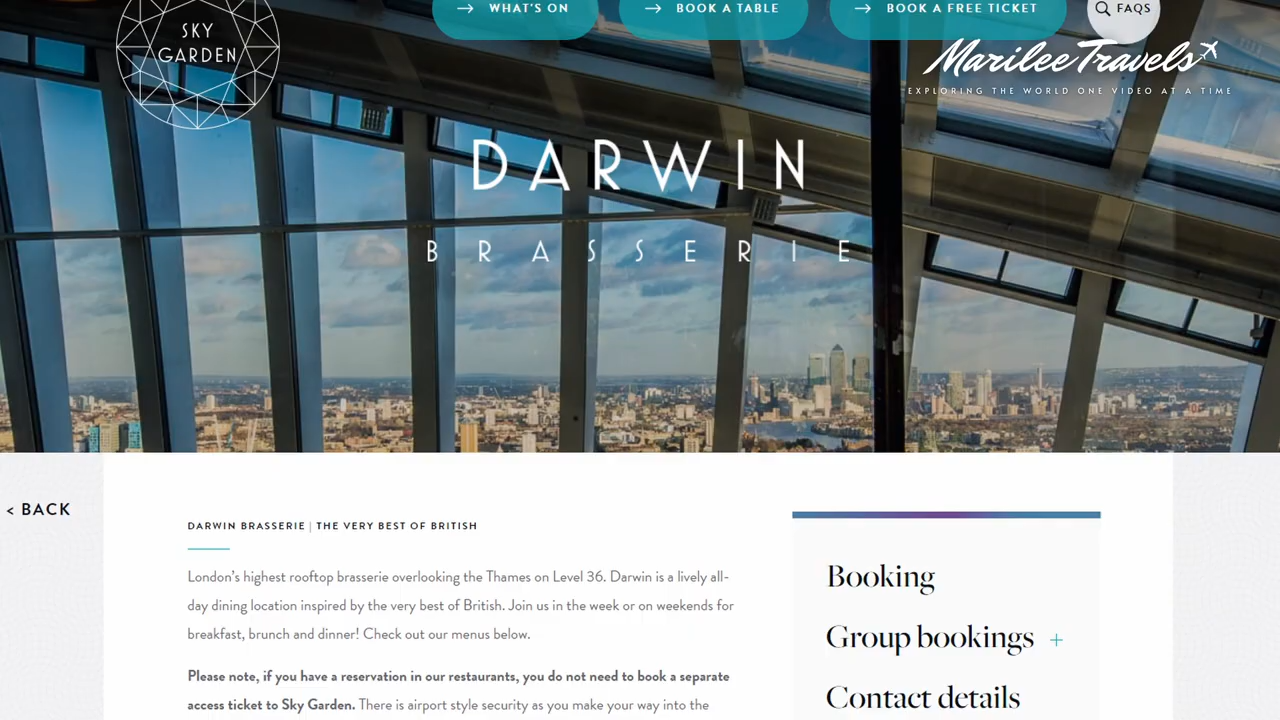 WHAT'S ON
BOOK A TABLE
BOOK A FREE TICKET
FAQS
SKY
GARDEN
Marilee Travels
EXPLORING THE WORLD ONE VIDEO AT A TIME
DARWIN
BRASSERIE
< BACK
DARWIN BRASSERIE | THE VERY BEST OF BRITISH
London's highest rooftop brasserie overlooking the Thames on Level 36. Darwin is a lively all-
day dining location inspired by the very best of British. Join us in the week or on weekends for
breakfast, brunch and dinner! Check out our menus below.
Please note, if you have a reservation in our restaurants, you do not need to book a separate
access ticket to Sky Garden. There is airport style security as you make your way into the
Booking
Group bookings +
Contact details